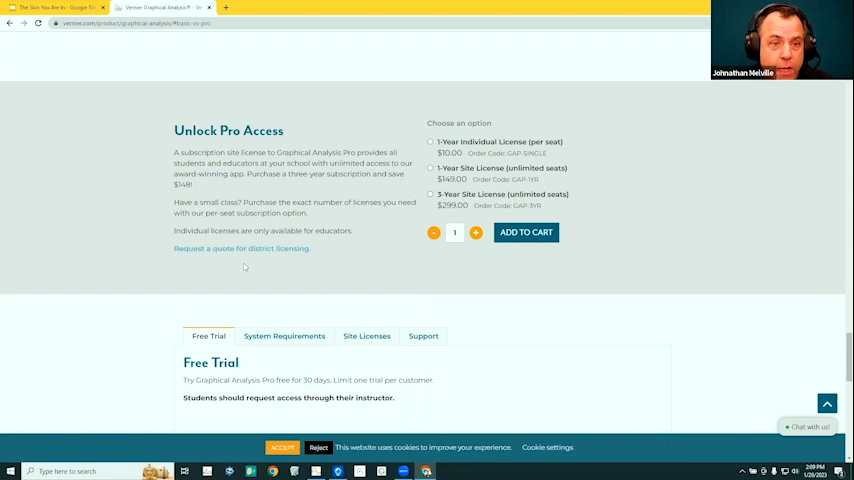 The Skin You Are In - Google Sli
Vernier Graphical Analysis® - Ve
vernier.com/product/graphical-analysis/#basic-vs-pro
Johnathan Melville
Unlock Pro Access
A subscription site license to Graphical Analysis Pro provides all
students and educators at your school with unlimited access to our
award-winning app. Purchase a three-year subscription and save
$148!
Have a small class? Purchase the exact number of licenses you need
with our per-seat subscription option.
Individual licenses are only available for educators.
Request a quote for district licensing.
Choose an option
1-Year Individual License (per seat)
$10.00 Order Code: GAP-SINGLE
1-Year Site License (unlimited seats)
$149.00 Order Code: GAP-1YR
3-Year Site License (unlimited seats)
$299.00 Order Code: GAP-3YR
- 1 + ADD TO CART
Free Trial System Requirements Site Licenses Support
Free Trial
Try Graphical Analysis Pro free for 30 days. Limit one trial per customer.
Students should request access through their instructor.
Chat with us!
ACCEPT Reject This website uses cookies to improve your experience. Cookie settings
Type here to search
2:09 PM
1/26/2023